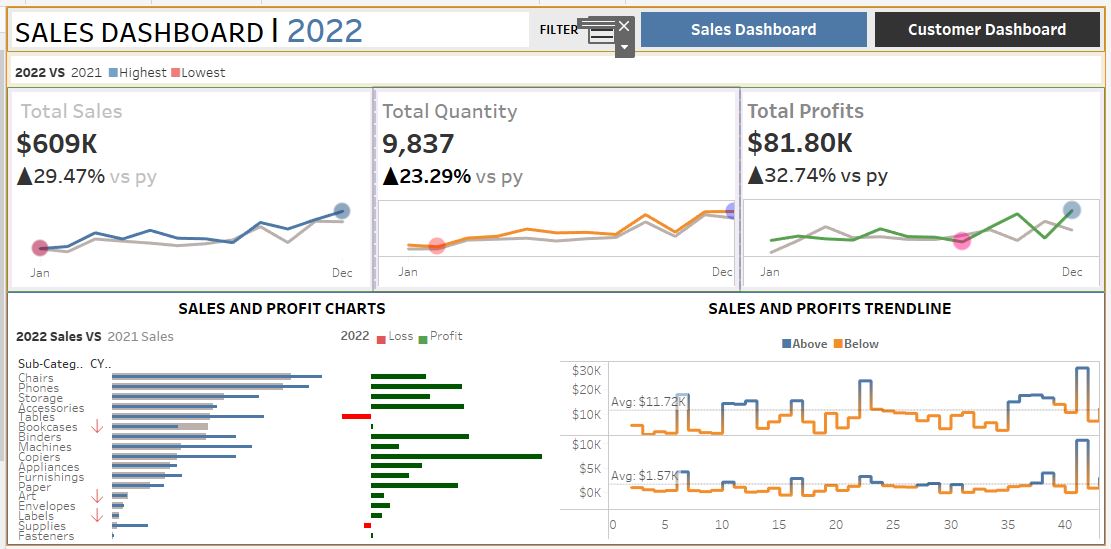 SALES DASHBOARD | 2022
FILTER
Sales Dashboard
Customer Dashboard
2022 VS 2021 Highest Lowest
Total Sales
$609K
▲29.47% vs py
Jan Dec
Total Quantity
9,837
▲23.29% vs py
Jan Dec
Total Profits
$81.80K
▲32.74% vs py
Jan Dec
SALES AND PROFIT CHARTS
2022 Sales VS 2021 Sales
2022 Loss Profit
Sub-Categ.. CY..
Chairs
Phones
Storage
Accessories
Tables
Bookcases
Binders
Machines
Copiers
Appliances
Furnishings
Paper
Art
Envelopes
Labels
Supplies
Fasteners
SALES AND PROFITS TRENDLINE
Above Below
$30K
$20K
$10K
Avg: $11.72K
$10K
$5K
$0K
Avg: $1.57K
0 5 10 15 20 25 30 35 40